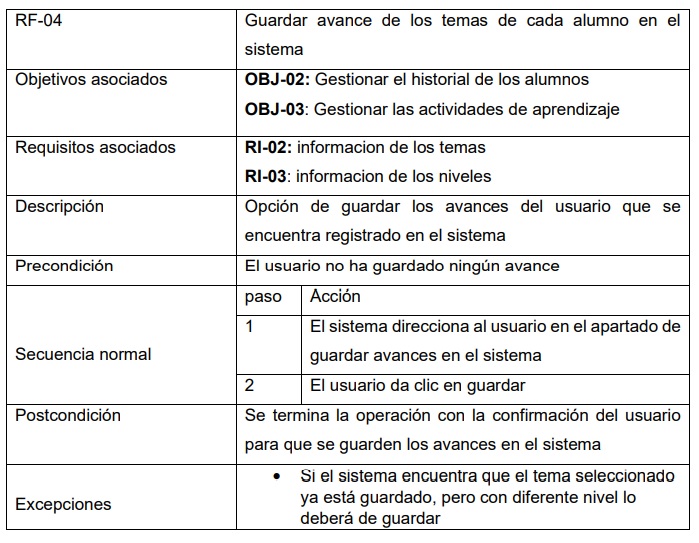 RF-04
Guardar avance de los temas de cada alumno en el
sistema
Objetivos asociados
OBJ-02: Gestionar el historial de los alumnos
OBJ-03: Gestionar las actividades de aprendizaje
Requisitos asociados
RI-02: informacion de los temas
RI-03: informacion de los niveles
Descripción
Opción de guardar los avances del usuario que se
encuentra registrado en el sistema
Precondición
El usuario no ha guardado ningún avance
Secuencia normal
paso
Acción
1
El sistema direcciona al usuario en el apartado de
guardar avances en el sistema
2
El usuario da clic en guardar
Postcondición
Se termina la operación con la confirmación del usuario
para que se guarden los avances en el sistema
Excepciones
• Si el sistema encuentra que el tema seleccionado
ya está guardado, pero con diferente nivel lo
deberá de guardar